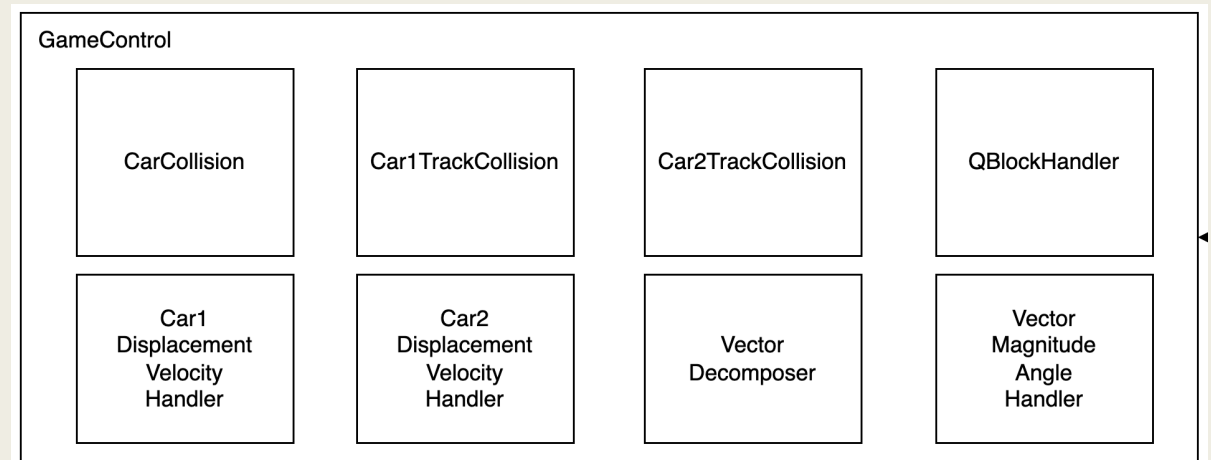 GameControl
CarCollision
Car1TrackCollision
Car2TrackCollision
QBlockHandler
Car1
Displacement
Velocity
Handler
Car2
Displacement
Velocity
Handler
Vector
Decomposer
Vector
Magnitude
Angle
Handler